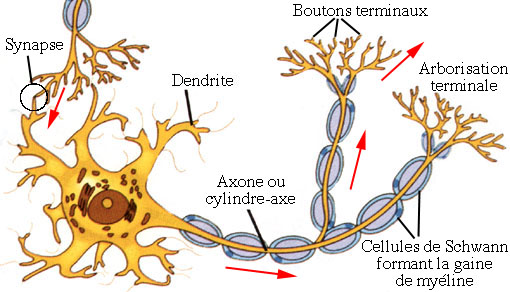 Boutons terminaux
Synapse
Dendrite
Arborisation
terminale
Axone ou
cylindre-axe
Cellules de Schwann
formant la gaine
de myéline